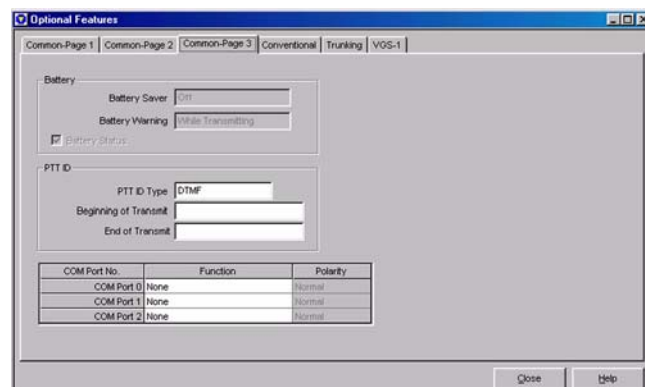 Optional Features
Common-Page 1 Common-Page 2 Common-Page 3 Conventional Trunking VGS-1
Battery
Battery Saver Off
Battery Warning While Transmitting
Battery Status
PTT ID
PTT ID Type DTMF
Beginning of Transmit
End of Transmit
COM Port No. Function Polarity
COM Port 0 None Normal
COM Port 1 None Normal
COM Port 2 None Normal
Close Help